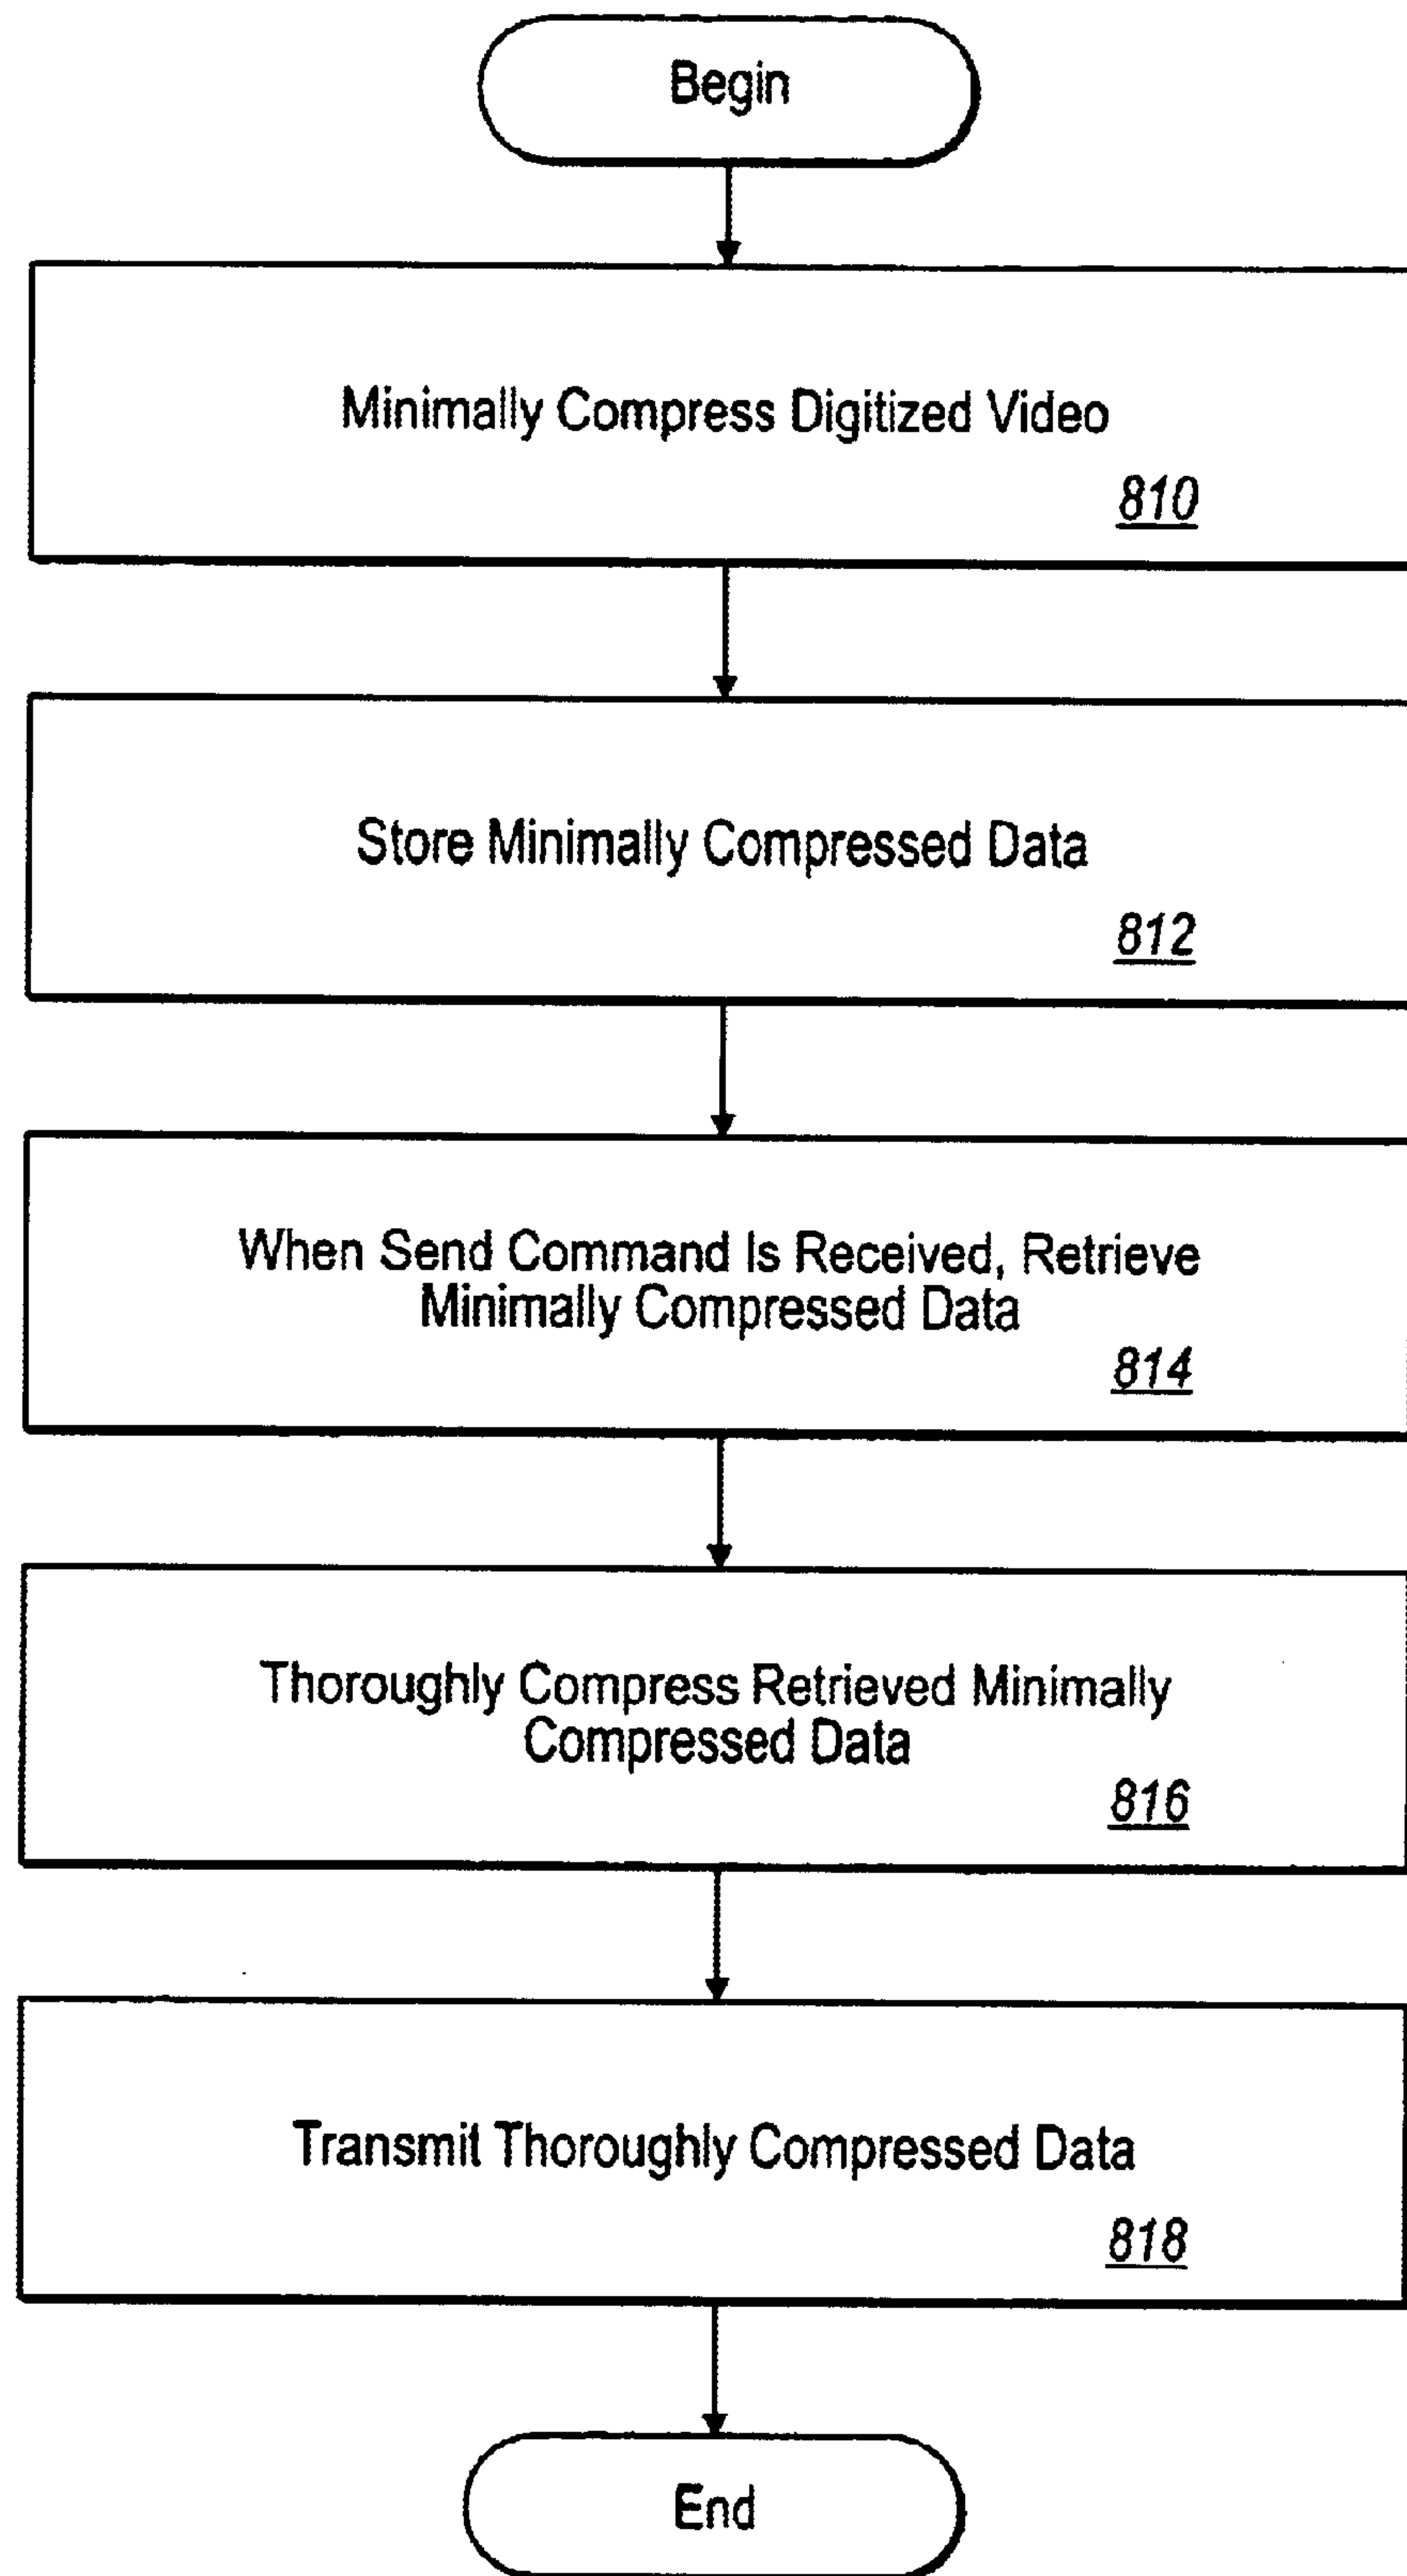 Begin
Minimally Compress Digitized Video
810
Store Minimally Compressed Data
812
When Send Command Is Received, Retrieve
Minimally Compressed Data
814
Thoroughly Compress Retrieved Minimally
Compressed Data
816
Transmit Thoroughly Compressed Data
818
End